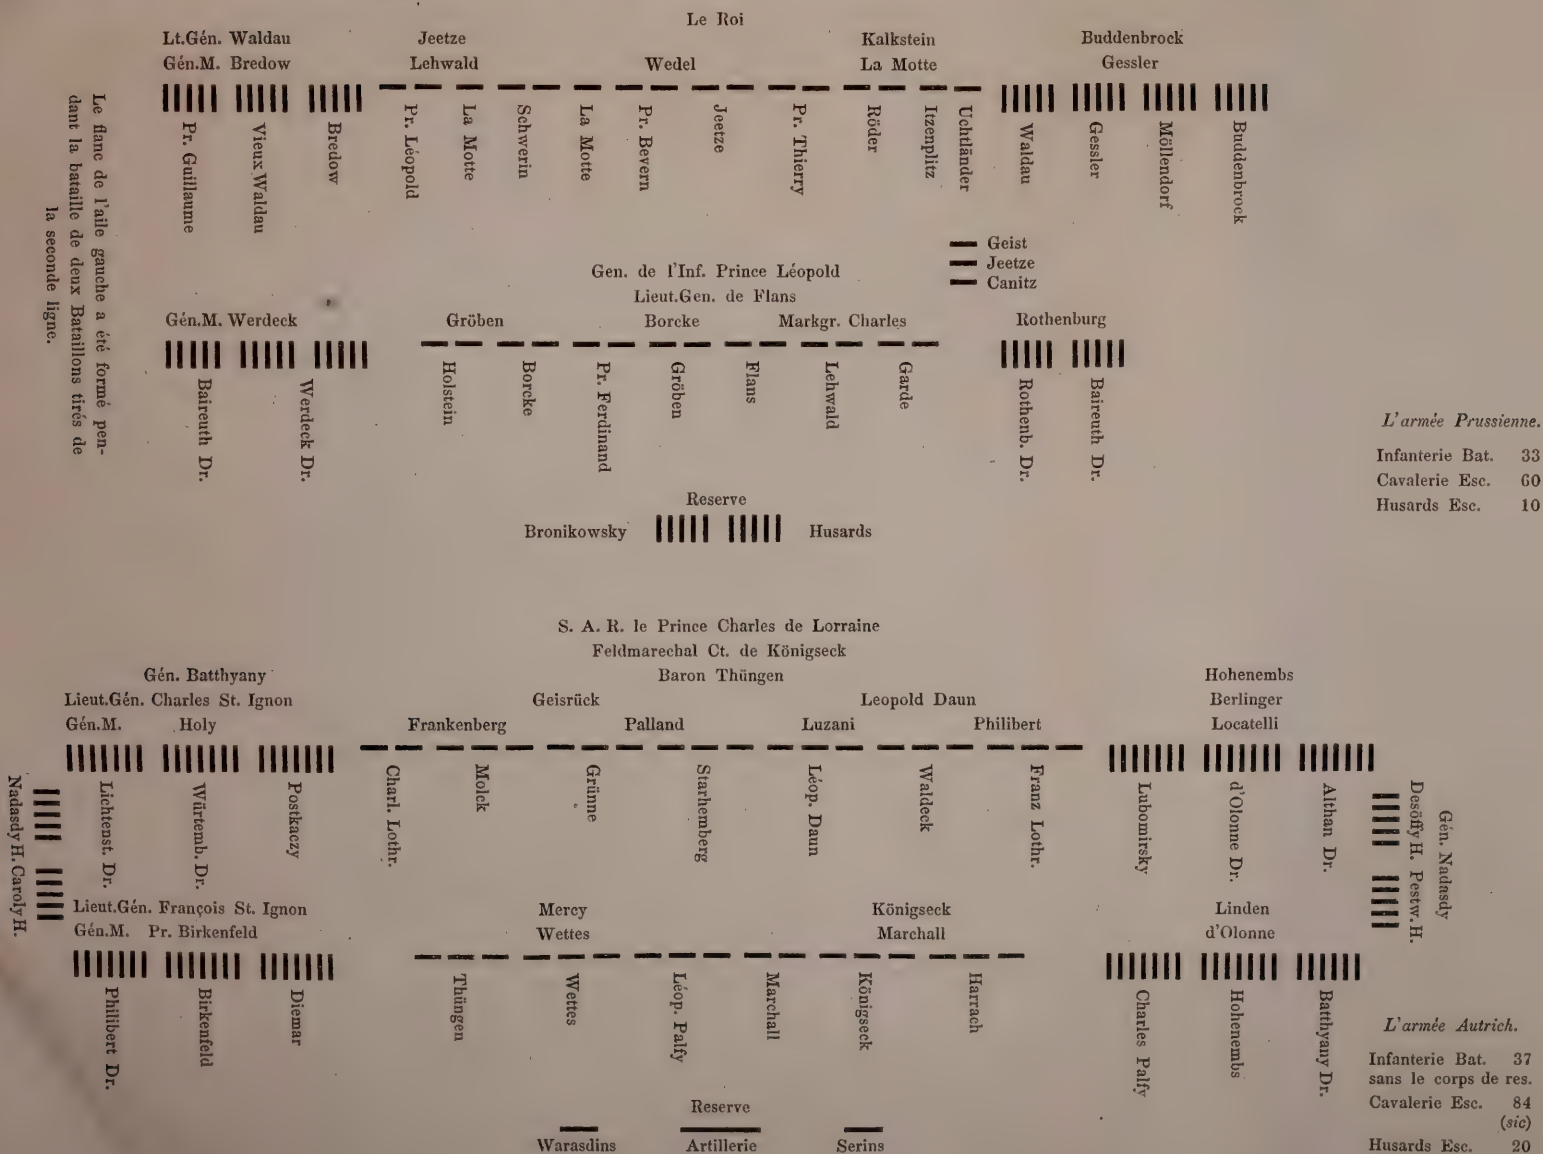 Le Roi
Lt.Gén. Waldau
Gén.M. Bredow
Jeetze
Lehwald
Wedel
Kalkstein
La Motte
Buddenbrock
Gessler
Pr. Guillaume
Vieux Waldau
Bredow
Pr. Léopold
La Motte
Schwerin
La Motte
Pr. Bevern
Jeetze
Pr. Thierry
Röder
Itzenplitz
Uchtländer
Waldau
Gessler
Möllendorf
Buddenbrock
Le flanc de l'aile gauche a été formé pen-
dant la bataille de deux Bataillons tirés de
la seconde ligne.
Geist
Jeetze
Canitz
Gen. de l'Inf. Prince Léopold
Lieut.Gen. de Flans
Gén.M. Werdeck
Gröben
Borcke
Markgr. Charles
Rothenburg
Baireuth Dr.
Werdeck Dr.
Holstein
Borcke
Pr. Ferdinand
Gröben
Flans
Lehwald
Garde
Rothenb. Dr.
Baireuth Dr.
Reserve
Bronikowsky
Husards
L'armée Prussienne.
Infanterie Bat. 33
Cavalerie Esc. 60
Husards Esc. 10
S. A. R. le Prince Charles de Lorraine
Feldmarechal Ct. de Königseck
Baron Thüngen
Gén. Batthyany
Lieut.Gén. Charles St. Ignon
Gén.M. Holy
Geisrück
Leopold Daun
Frankenberg
Palland
Luzani
Philibert
Hohenembs
Berlinger
Locatelli
Nadasdy H. Caroly H.
Lichtenst. Dr.
Würtemb. Dr.
Postkaczy
Charl. Lothr.
Molck
Grünne
Starhemberg
Léop. Daun
Waldeck
Franz Lothr.
Lubomirsky
d'Olonne Dr.
Althan Dr.
Desöffy H. Pestw. H.
Gén. Nadasdy
Lieut.Gén. François St. Ignon
Gén.M. Pr. Birkenfeld
Mercy
Wettes
Königseck
Marchall
Linden
d'Olonne
Philibert Dr.
Birkenfeld
Diemar
Thüngen
Wettes
Léop. Palfy
Marchall
Königseck
Harrach
Charles Palfy
Hohenembs
Batthyany Dr.
Reserve
Warasdins
Artillerie
Serins
L'armée Autrich.
Infanterie Bat. 37
sans le corps de res.
Cavalerie Esc. 84
(sic)
Husards Esc. 20